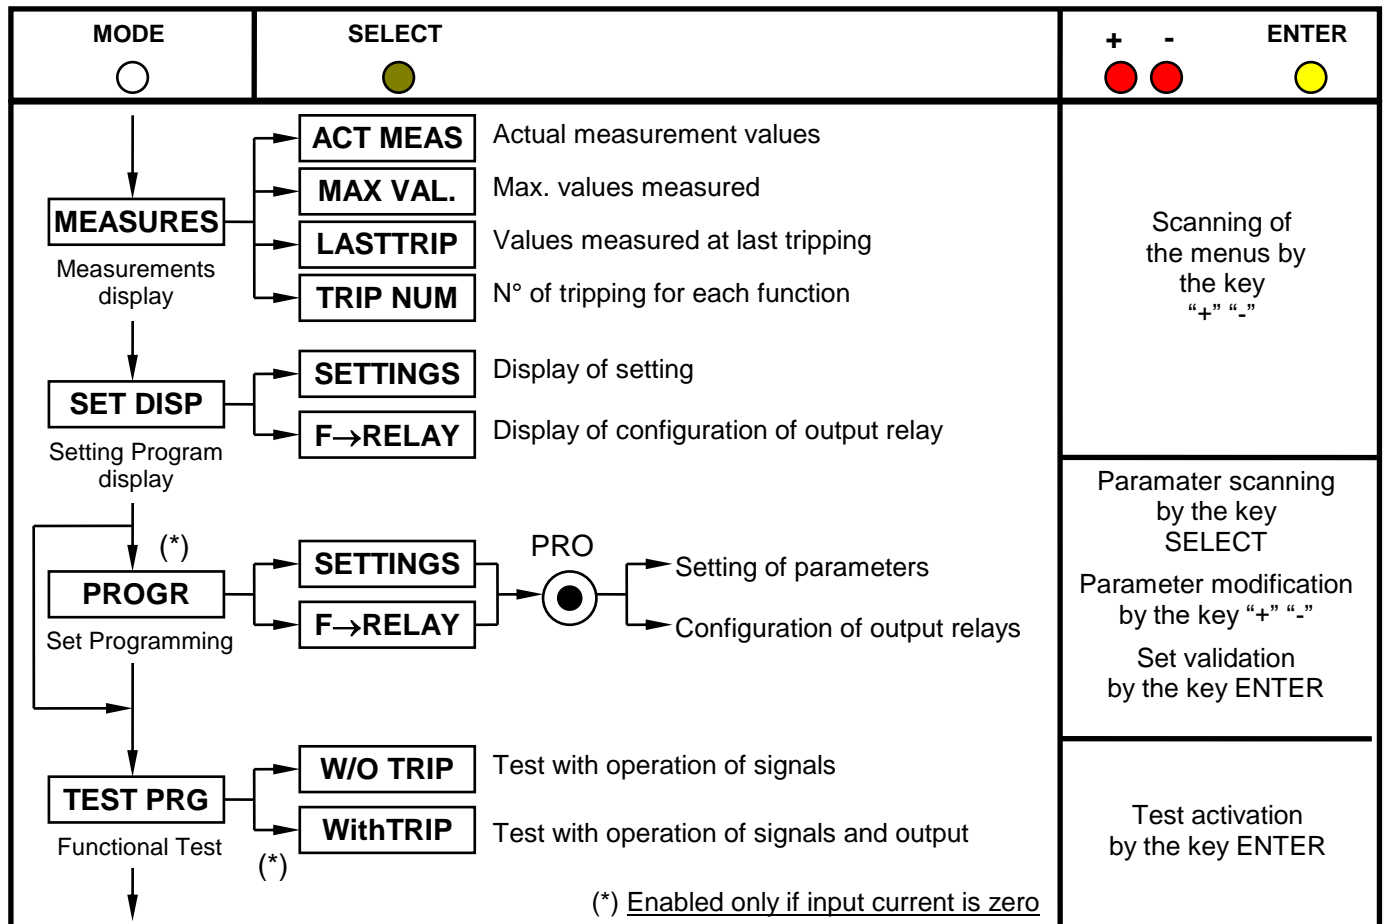 MODE
SELECT
+ - ENTER
ACT MEAS Actual measurement values
MAX VAL. Max. values measured
MEASURES
LASTTRIP Values measured at last tripping
Measurements
display
TRIP NUM N° of tripping for each function
Scanning of
the menus by
the key
“+” “-”
SETTINGS Display of setting
SET DISP
F→RELAY Display of configuration of output relay
Setting Program
display
(*)
SETTINGS
PROGR
F→RELAY
Set Programming
PRO
Setting of parameters
Configuration of output relays
Paramater scanning
by the key
SELECT
Parameter modification
by the key “+” “-”
Set validation
by the key ENTER
W/O TRIP Test with operation of signals
TEST PRG
WithTRIP Test with operation of signals and output
Functional Test
(*)
Test activation
by the key ENTER
(*) Enabled only if input current is zero